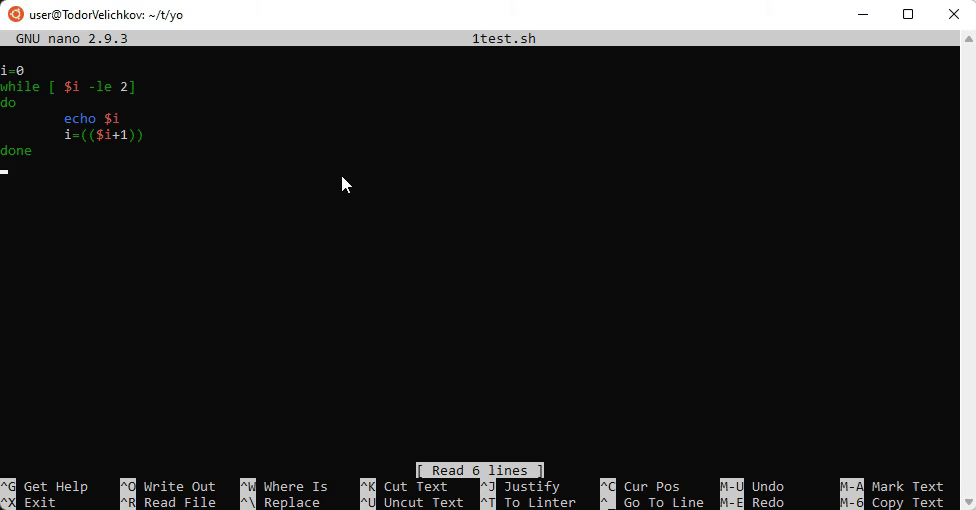 user@TodorVelichkov: ~/t/yo
GNU nano 2.9.3 1test.sh
i=0
while [ $i -le 2]
do
echo $i
i=(($i+1))
done
[ Read 6 lines ]
^G Get Help ^O Write Out ^W Where Is ^K Cut Text ^J Justify ^C Cur Pos M-U Undo M-A Mark Text
^X Exit ^R Read File ^\ Replace ^U Uncut Text ^T To Linter ^_ Go To Line M-E Redo M-6 Copy Text